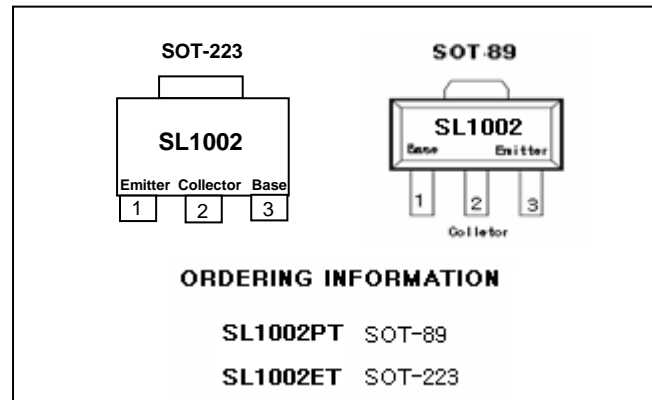 SOT-223
SL1002
Emitter Collector Base
1 2 3
SOT-89
SL1002
Base Emitter
1 2 3
Colletor
ORDERING INFORMATION
SL1002PT SOT-89
SL1002ET SOT-223